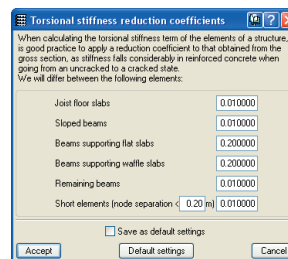 Torsional stiffness reduction coefficients
When calculating the torsional stiffness term of the elements of a structure, it
is good practice to apply a reduction coefficient to that obtained from the
gross section, as stiffness falls considerably in reinforced concrete when
going from an uncracked to a cracked state.
We will differ between the following elements:
Joist floor slabs 0.010000
Sloped beams 0.010000
Beams supporting flat slabs 0.200000
Beams supporting waffle slabs 0.200000
Remaining beams 0.010000
Short elements (node separation < 0.20 m) 0.010000
Save as default settings
Accept Default settings Cancel